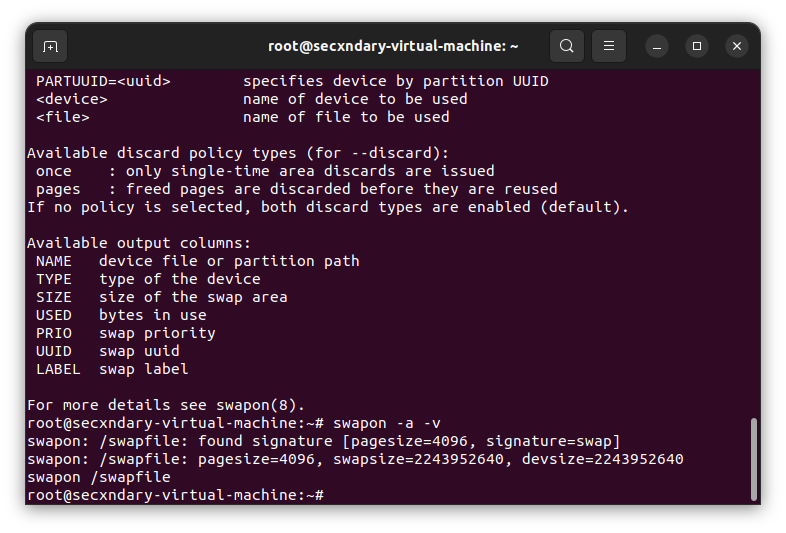 root@secxndary-virtual-machine: ~
PARTUUID=<uuid>        specifies device by partition UUID
<device>               name of device to be used
<file>                 name of file to be used
Available discard policy types (for --discard):
once    : only single-time area discards are issued
pages   : freed pages are discarded before they are reused
If no policy is selected, both discard types are enabled (default).
Available output columns:
NAME   device file or partition path
TYPE   type of the device
SIZE   size of the swap area
USED   bytes in use
PRIO   swap priority
UUID   swap uuid
LABEL  swap label
For more details see swapon(8).
root@secxndary-virtual-machine:~# swapon -a -v
swapon: /swapfile: found signature [pagesize=4096, signature=swap]
swapon: /swapfile: pagesize=4096, swapsize=2243952640, devsize=2243952640
swapon /swapfile
root@secxndary-virtual-machine:~#